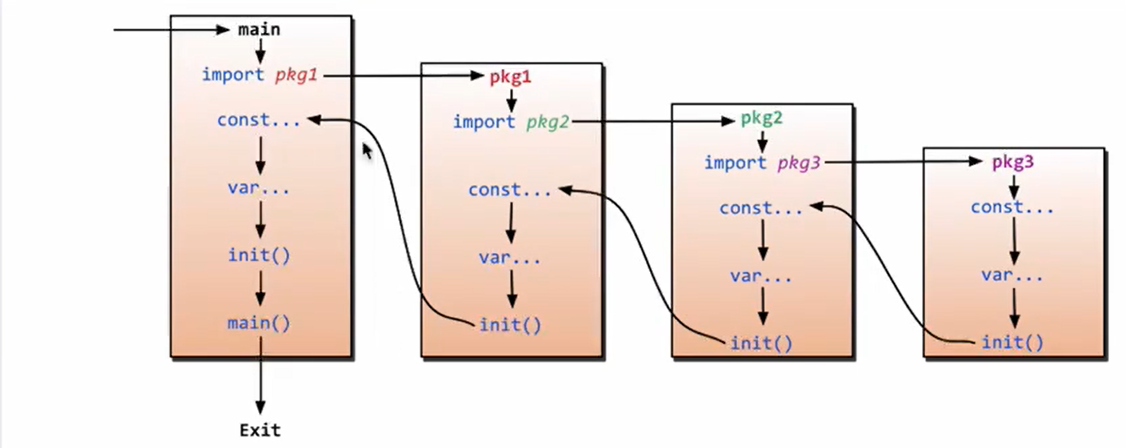 main
import pkg1
const...
var...
init()
main()
Exit
pkg1
import pkg2
const...
var...
init()
pkg2
import pkg3
const...
var...
init()
pkg3
const...
var...
init()